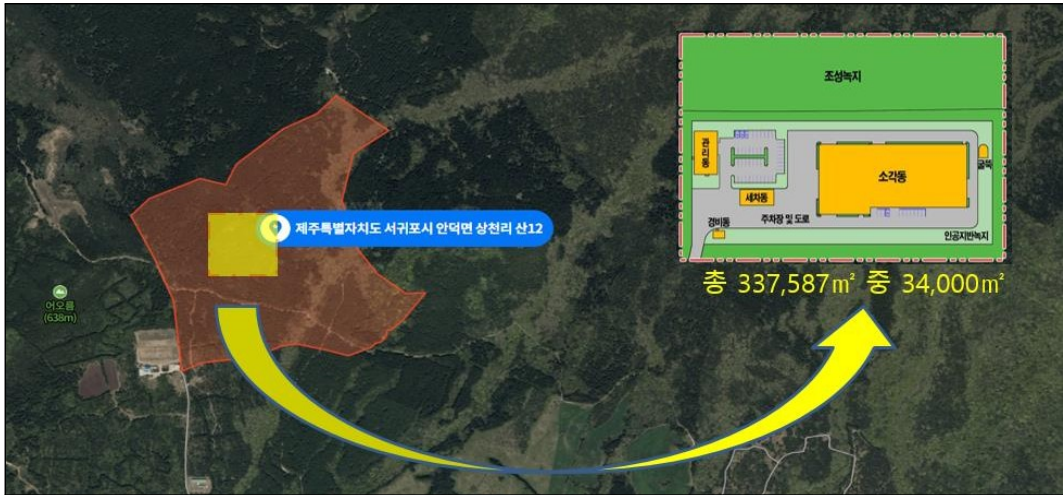 조성녹지
관리동
굴뚝
소각동
세차동
경비동
주차장 및 도로
인공지반녹지
제주특별자치도 서귀포시 안덕면 상천리 산12
총 337,587㎡ 중 34,000㎡
어오름
(638m)